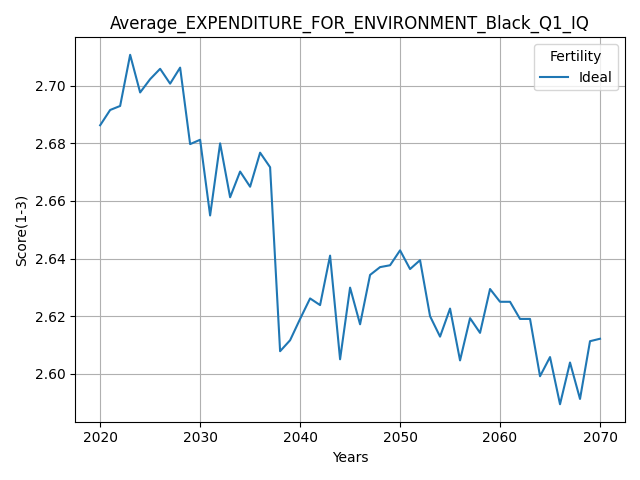 Average_EXPENDITURE_FOR_ENVIRONMENT_Black_Q1_IQ
Fertility
Ideal
Score(1-3)
2.70
2.68
2.66
2.64
2.62
2.60
2020 2030 2040 2050 2060 2070
Years